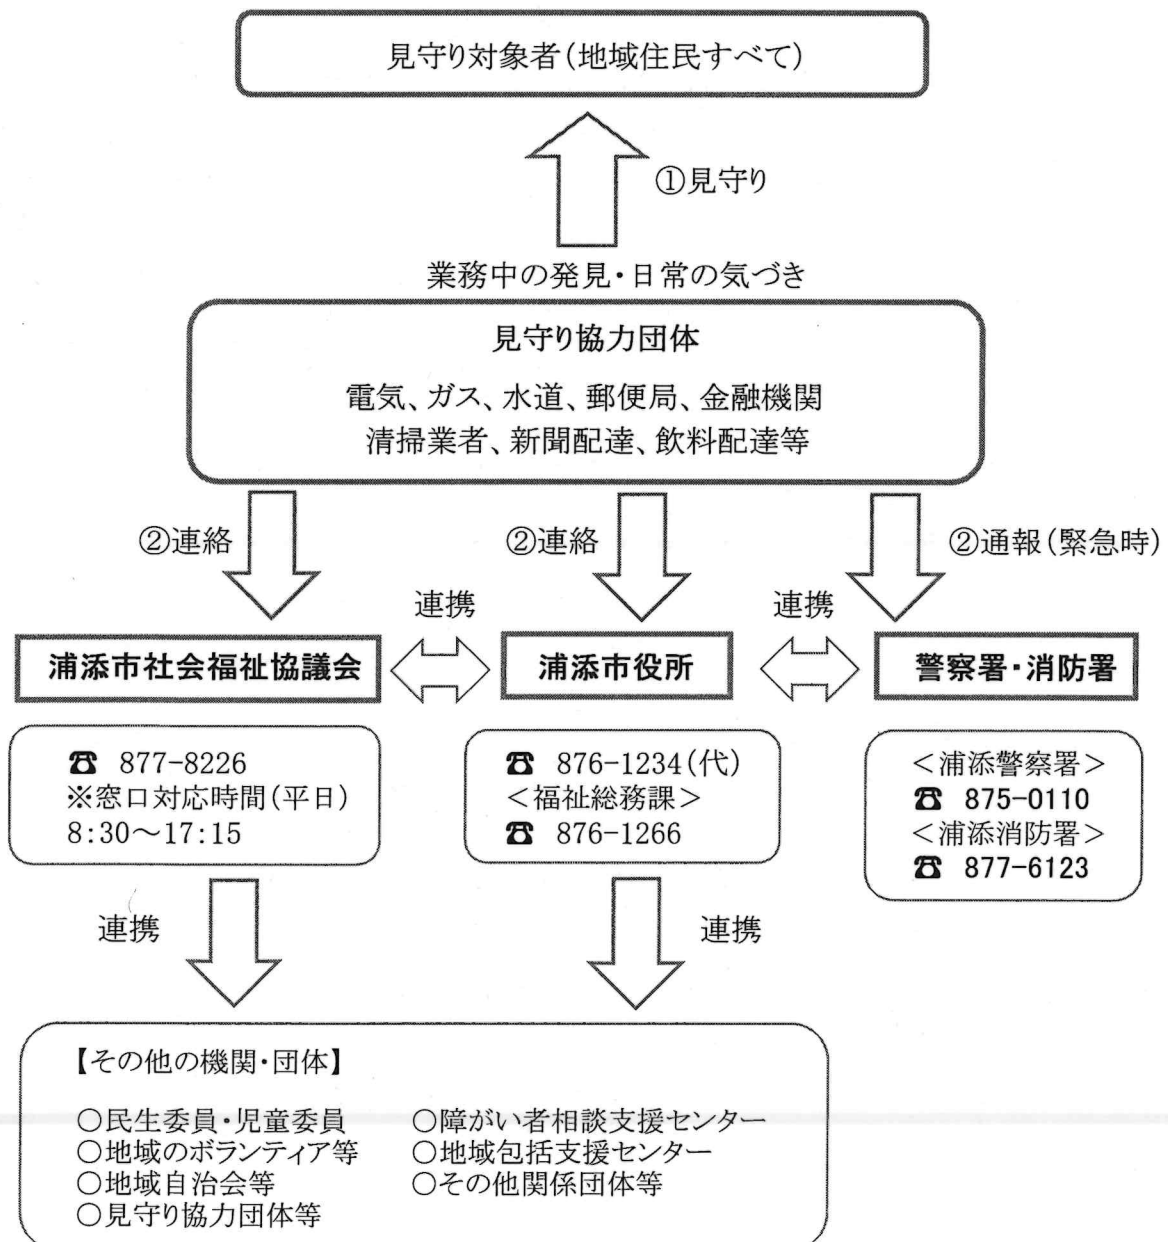 見守り対象者(地域住民すべて)
①見守り
業務中の発見・日常の気づき
見守り協力団体
電気、ガス、水道、郵便局、金融機関
清掃業者、新聞配達、飲料配達等
②連絡
②連絡
②通報(緊急時)
連携
連携
浦添市社会福祉協議会
浦添市役所
警察署・消防署
☎ 877-8226
※窓口対応時間(平日)
8:30～17:15
☎ 876-1234(代)
＜福祉総務課＞
☎ 876-1266
＜浦添警察署＞
☎ 875-0110
＜浦添消防署＞
☎ 877-6123
連携
連携
【その他の機関・団体】
○民生委員・児童委員
○地域のボランティア等
○地域自治会等
○見守り協力団体等
○障がい者相談支援センター
○地域包括支援センター
○その他関係団体等